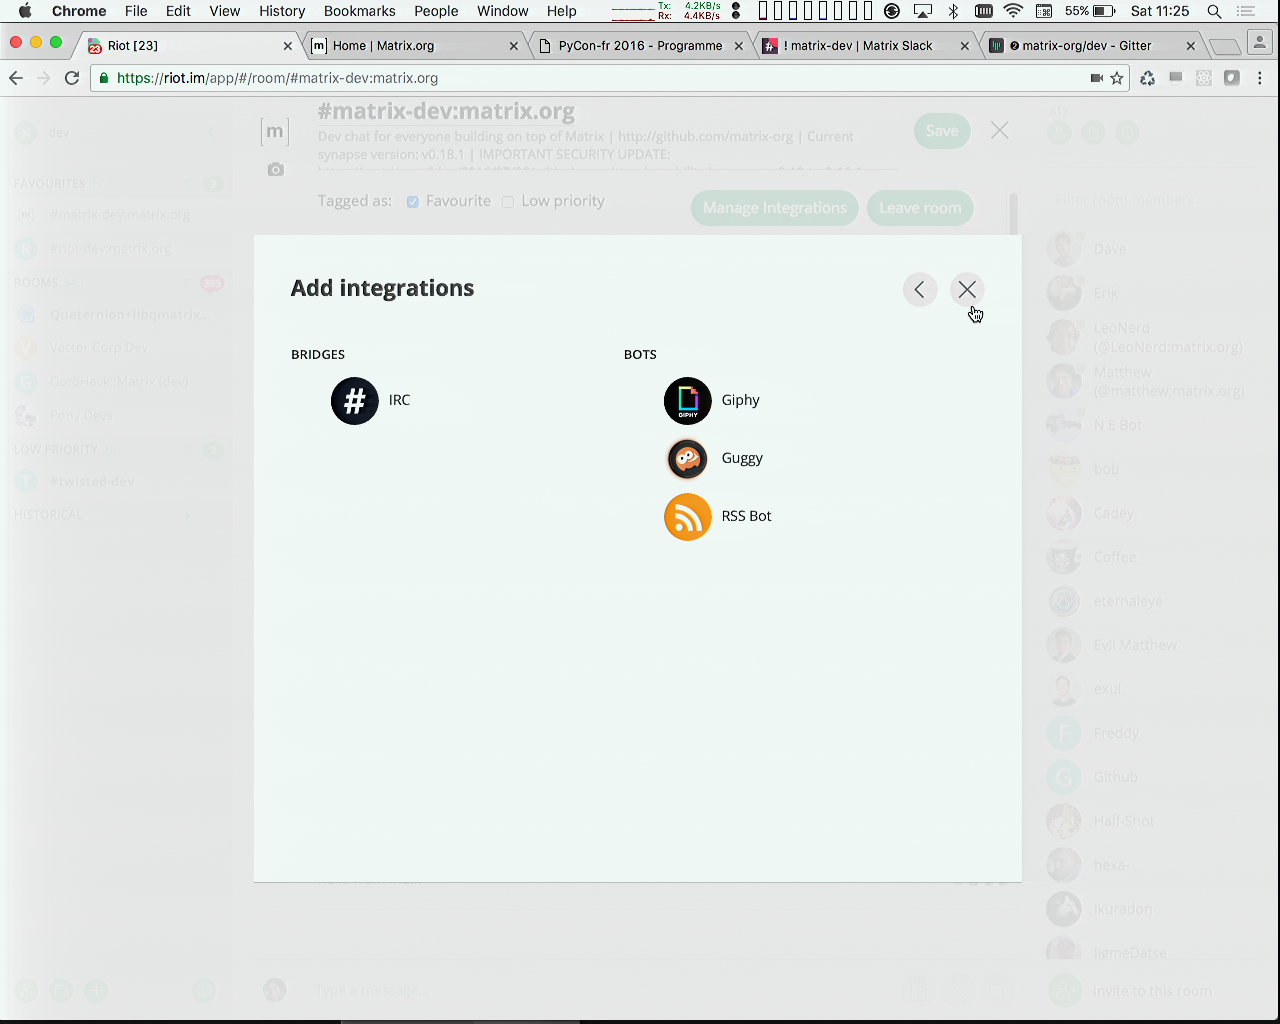 Chrome File Edit View History Bookmarks People Window Help Tx: 4.2KB/s Rx: 4.4KB/s 55% Sat 11:25
Riot [23] Home | Matrix.org PyCon-fr 2016 - Programme ! matrix-dev | Matrix Slack matrix-org/dev - Gitter
https://riot.im/app/#/room/#matrix-dev:matrix.org
#matrix-dev:matrix.org
Dev chat for everyone building on top of Matrix | http://github.com/matrix-org | Current
synapse version: v0.18.1 | IMPORTANT SECURITY UPDATE:
Save
817
dev
Tagged as: Favourite Low priority
Manage Integrations Leave room
Filter room members
FAVOURITES 2
#matrix-dev:matrix.org
#riot-dev:matrix.org
ROOMS 393
Quaternion+libqmatrix...
Vector Corp Dev
GotoHack::Matrix (dev)
Pony Devs
LOW PRIORITY 2
#twisted-dev
HISTORICAL
Add integrations
BRIDGES
IRC
BOTS
Giphy
GIPHY
Guggy
RSS Bot
Dave
Erik
LeoNerd
(@LeoNerd:matrix.org)
Matthew
(@matthew:matrix.org)
N E Bot
bob
Cadey
Coffee
eternaleye
Evil Matthew
exul
Freddy
Github
Half-Shot
hexa-
Ikuradon
JigmeDatse
Type a message...
Invite to this room